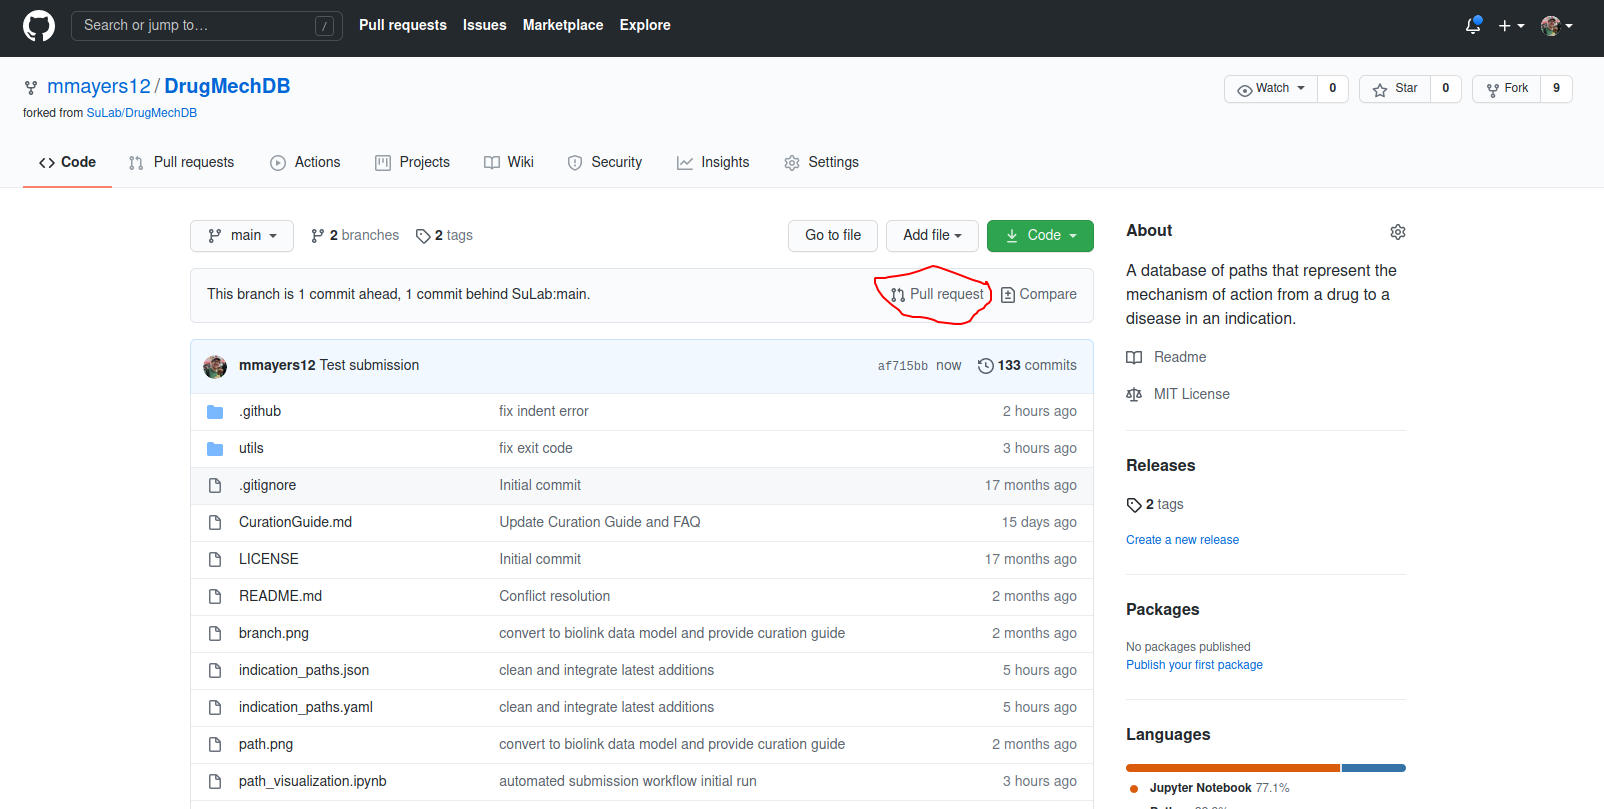 Search or jump to… /
Pull requests Issues Marketplace Explore
mmayers12 / DrugMechDB
forked from SuLab/DrugMechDB
Watch 0 Star 0 Fork 9
Code Pull requests Actions Projects Wiki Security Insights Settings
main 2 branches 2 tags
Go to file Add file Code
This branch is 1 commit ahead, 1 commit behind SuLab:main.
Pull request Compare
mmayers12 Test submission af715bb now 133 commits
.github fix indent error 2 hours ago
utils fix exit code 3 hours ago
.gitignore Initial commit 17 months ago
CurationGuide.md Update Curation Guide and FAQ 15 days ago
LICENSE Initial commit 17 months ago
README.md Conflict resolution 2 months ago
branch.png convert to biolink data model and provide curation guide 2 months ago
indication_paths.json clean and integrate latest additions 5 hours ago
indication_paths.yaml clean and integrate latest additions 5 hours ago
path.png convert to biolink data model and provide curation guide 2 months ago
path_visualization.ipynb automated submission workflow initial run 3 hours ago
About
A database of paths that represent the
mechanism of action from a drug to a
disease in an indication.
Readme
MIT License
Releases
2 tags
Create a new release
Packages
No packages published
Publish your first package
Languages
Jupyter Notebook 77.1%